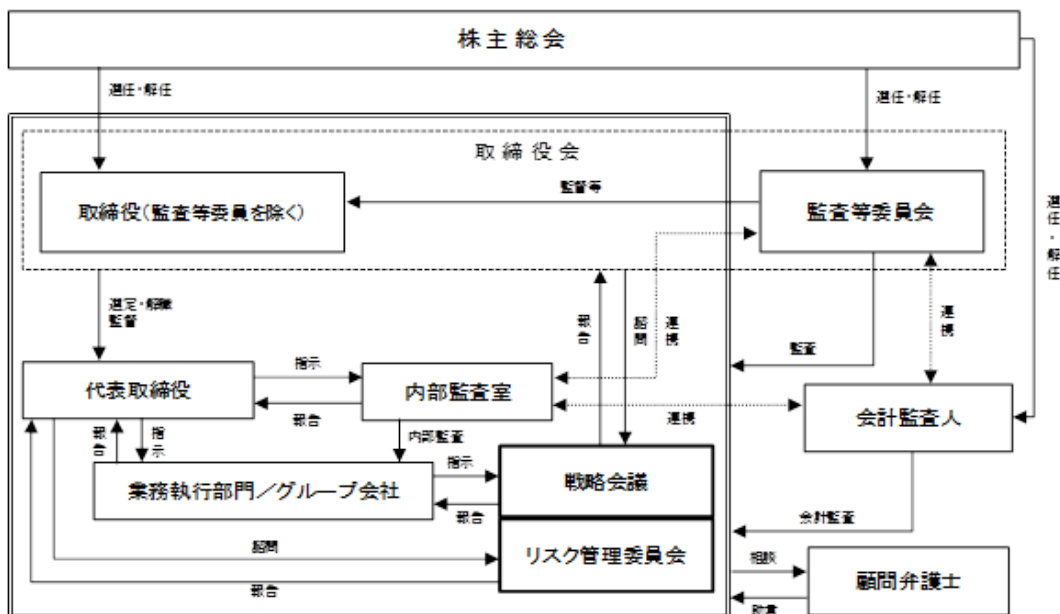 株主総会
選任・解任
選任・解任
選任・解任
取締役会
取締役(監査等委員を除く)
監督等
監査等委員会
選定・解職
監督
報告
諮問
連携
監査
連携
代表取締役
指示
報告
内部監査室
連携
会計監査人
報告
指示
内部監査
業務執行部門/グループ会社
指示
報告
戦略会議
リスク管理委員会
諮問
報告
会計監査
相談
助言
顧問弁護士